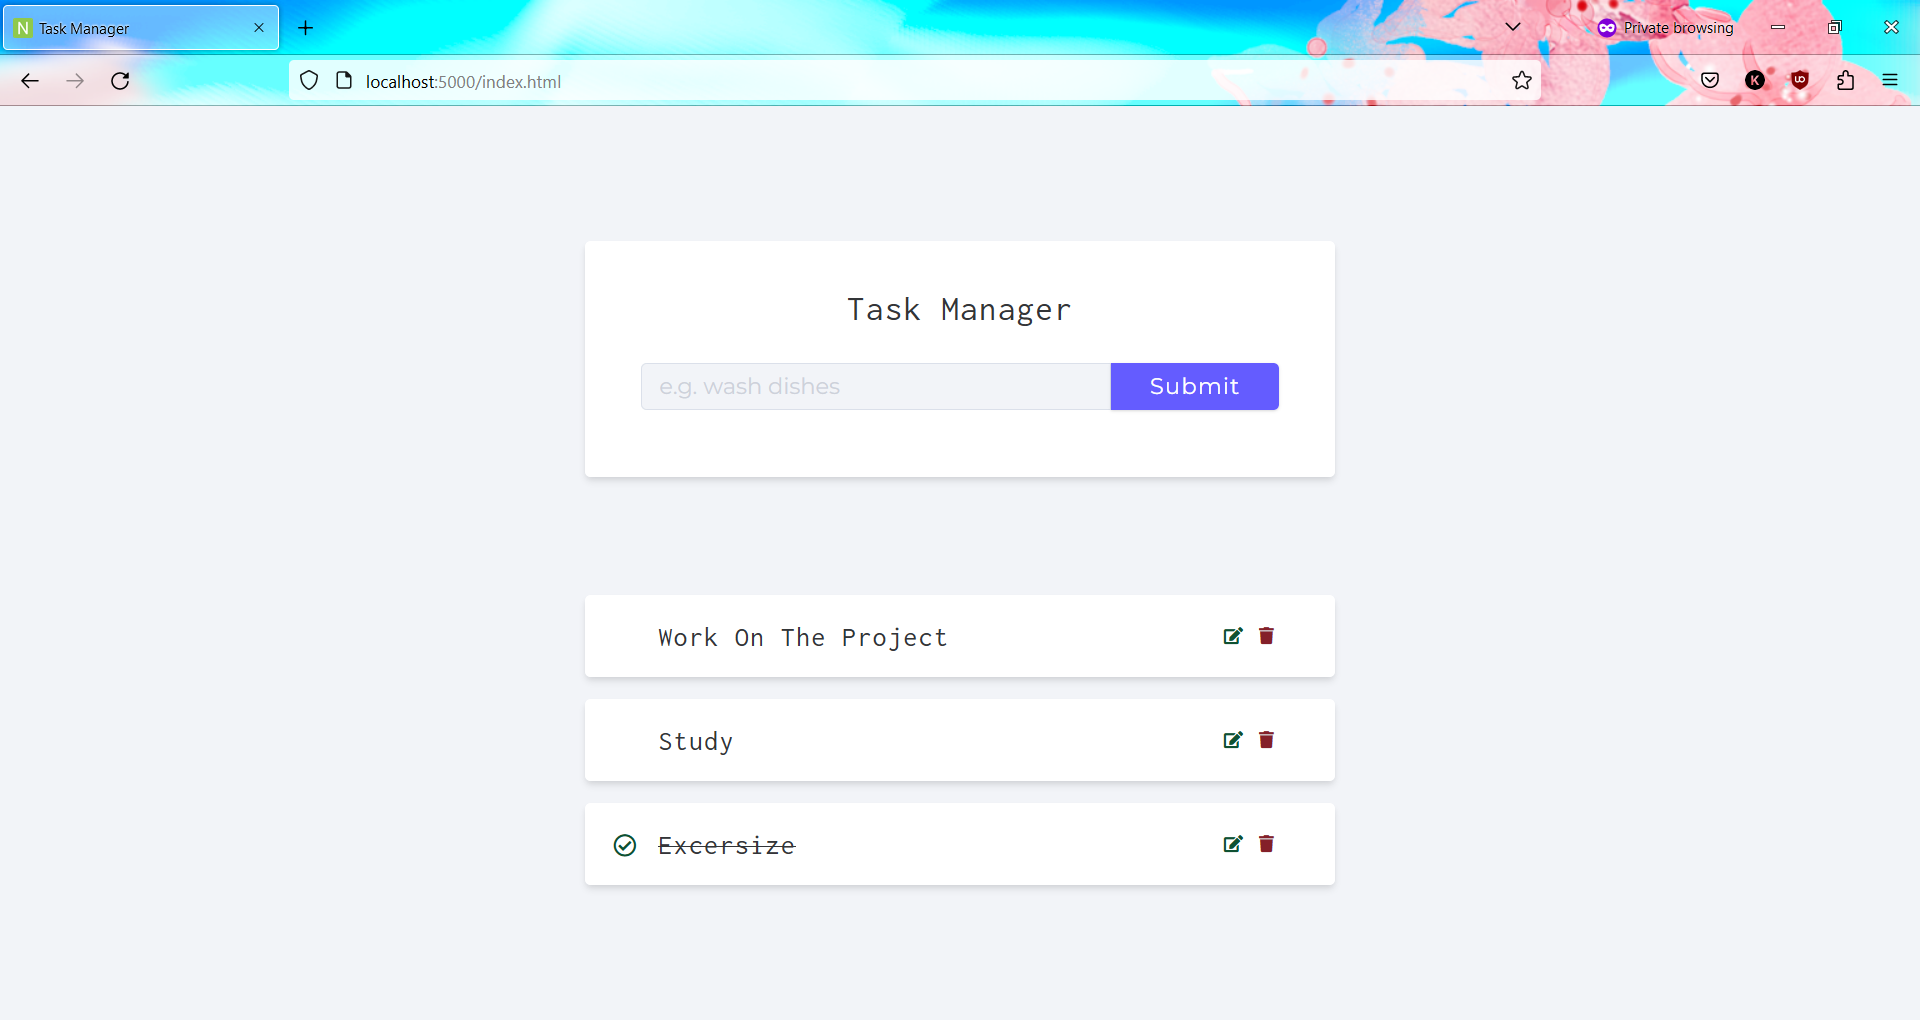 N Task Manager
Private browsing
localhost:5000/index.html
K
Task Manager
e.g. wash dishes
Submit
Work On The Project
Study
Excersize